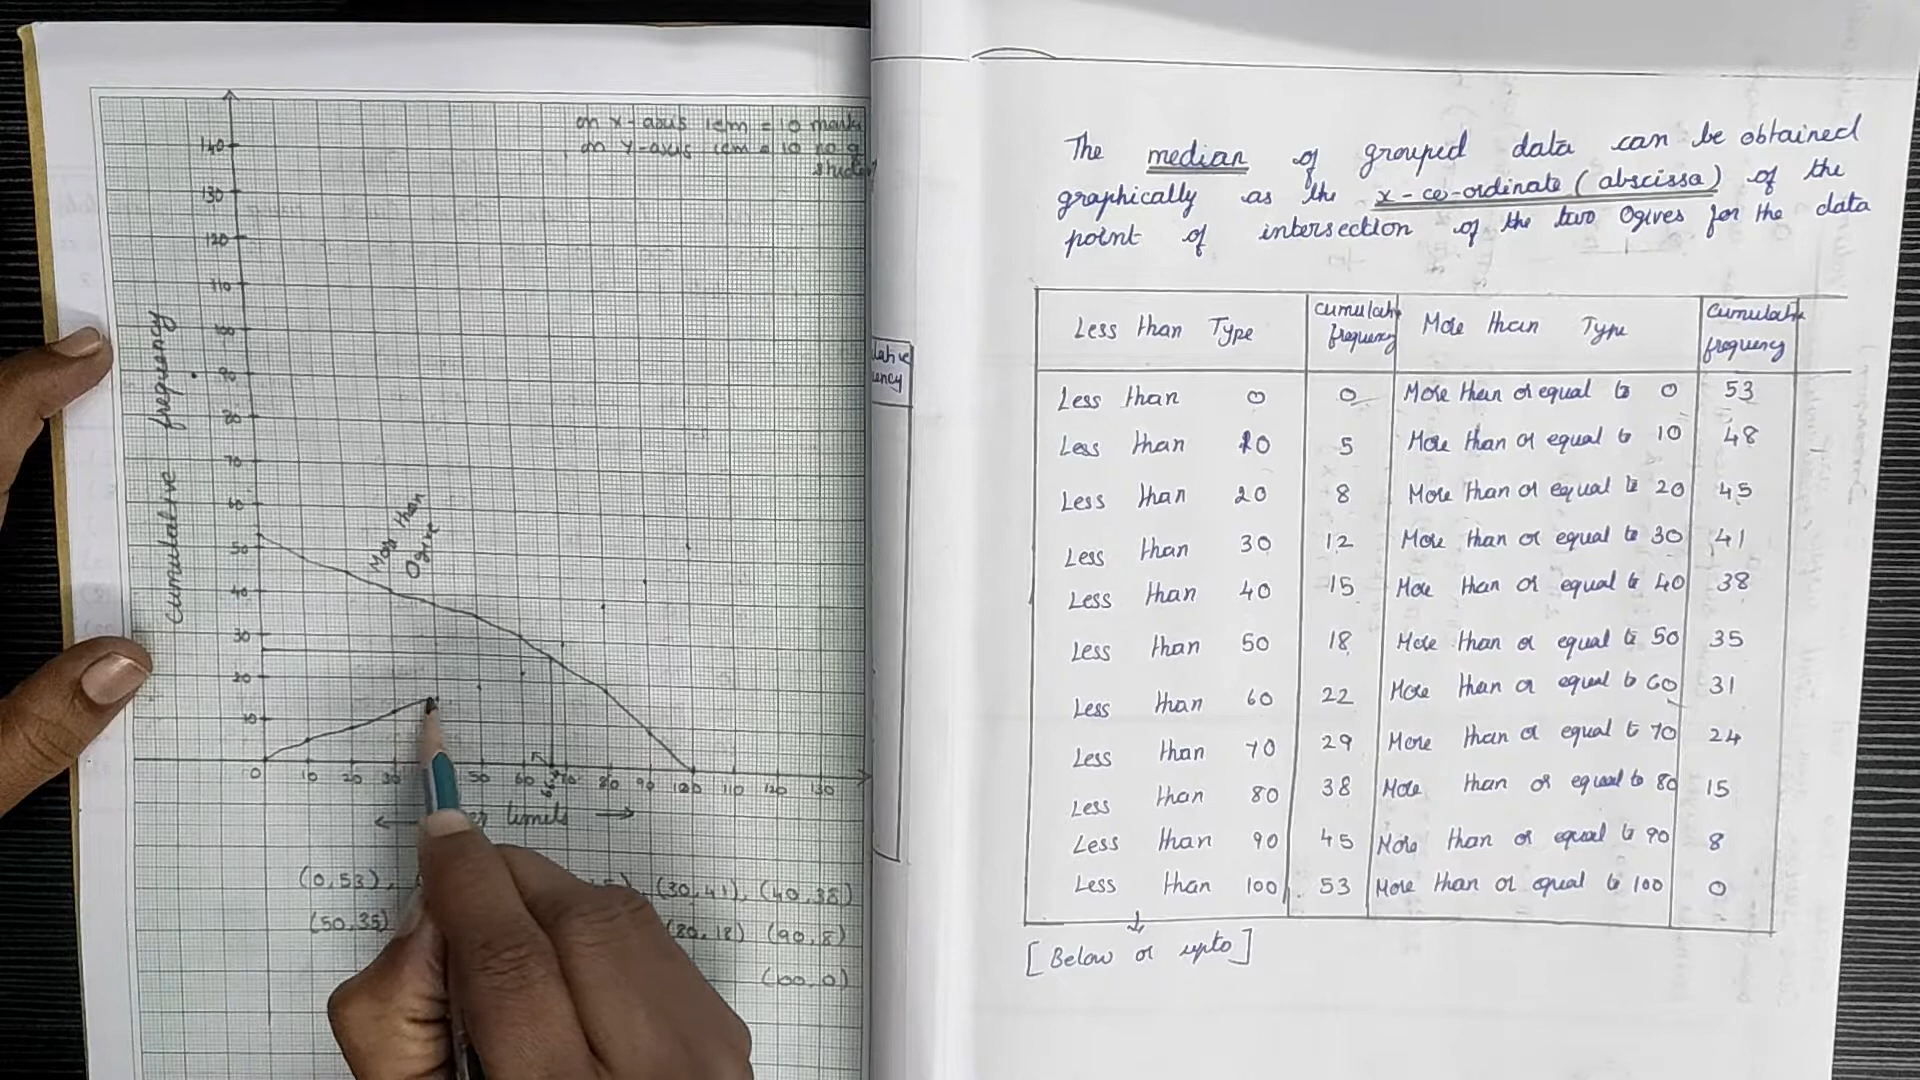 on x-axis 1cm = 10 marks
on Y-axis 1cm = 10 no of
student
140
130
120
110
100
90
80
70
60
50
40
30
20
10
cumulative frequency
More than
Ogive
0 10 20 30 50 60 70 80 90 100 110 120 130
limits
(0,53), (30,41), (40,38)
(50,35) (80,18) (90,8)
(100,0)
The median of grouped data can be obtained
graphically as the x-co-ordinate (abscissa) of the
point of intersection of the two Ogives for the data
Less than Type Cumulative frequency More than Type Cumulative frequency
Less than 0 0 More than or equal to 0 53
Less than 10 5 More than or equal to 10 48
Less than 20 8 More than or equal to 20 45
Less than 30 12 More than or equal to 30 41
Less than 40 15 More than or equal to 40 38
Less than 50 18 More than or equal to 50 35
Less than 60 22 More than or equal to 60 31
Less than 70 29 More than or equal to 70 24
Less than 80 38 More than or equal to 80 15
Less than 90 45 More than or equal to 90 8
Less than 100 53 More than or equal to 100 0
[Below or upto]